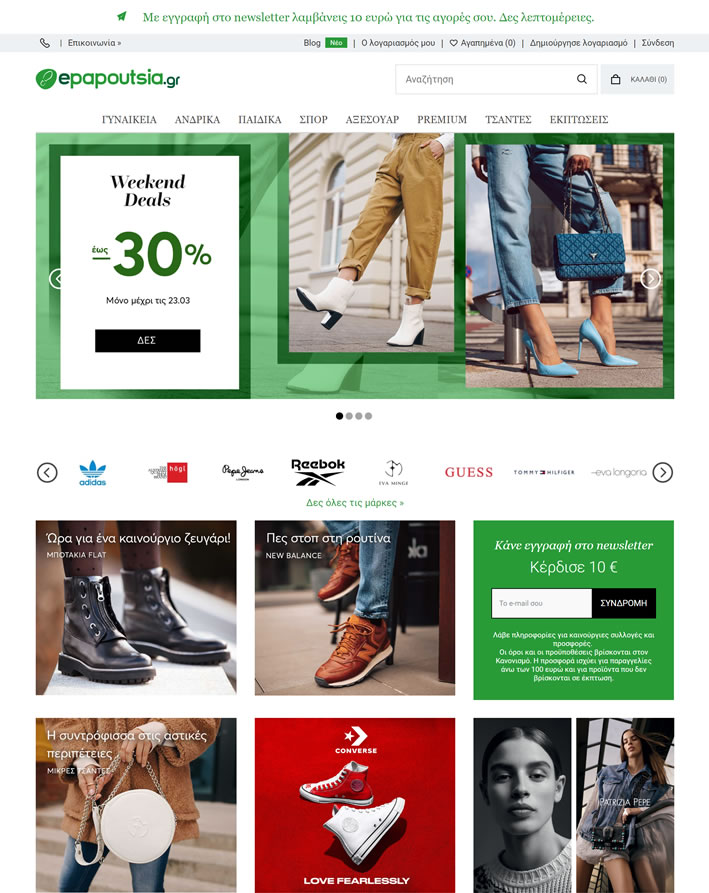 Με εγγραφή στο newsletter λαμβάνεις 10 ευρώ για τις αγορές σου. Δες λεπτομέρειες.
| Επικοινωνία »
Blog Νέο | Ο λογαριασμός μου | Αγαπημένα (0) | Δημιούργησε λογαριασμό | Σύνδεση
epapoutsia.gr
Αναζήτηση
ΚΑΛΑΘΙ (0)
ΓΥΝΑΙΚΕΙΑ ΑΝΔΡΙΚΑ ΠΑΙΔΙΚΑ ΣΠΟΡ ΑΞΕΣΟΥΑΡ PREMIUM ΤΣΑΝΤΕΣ ΕΚΠΤΩΣΕΙΣ
Weekend
Deals
έως
–30%
Μόνο μέχρι τις 23.03
ΔΕΣ
adidas
högl
Pepe Jeans
LONDON
Reebok
EVA MINGE
GUESS
TOMMY HILFIGER
eva longoria
Δες όλες τις μάρκες »
Ώρα για ένα καινούργιο ζευγάρι!
ΜΠΟΤΑΚΙΑ FLAT
Πες στοπ στη ρουτίνα
NEW BALANCE
Κάνε εγγραφή στο newsletter
Κέρδισε 10 €
Το e-mail σου
ΣΥΝΔΡΟΜΗ
Λάβε πληροφορίες για καινούργιες συλλογές και
προσφορές.
Οι όροι και οι προϋποθέσεις βρίσκονται στον
Κανονισμό. Η προσφορά ισχύει για παραγγελίες
άνω των 100 ευρώ και για προϊόντα που δεν
βρίσκονται σε έκπτωση.
Η συντρόφισσα στις αστικές
περιπέτειες
ΜΙΚΡΕΣ ΤΣΑΝΤΕΣ
CONVERSE
LOVE FEARLESSLY
PATRIZIA PEPE